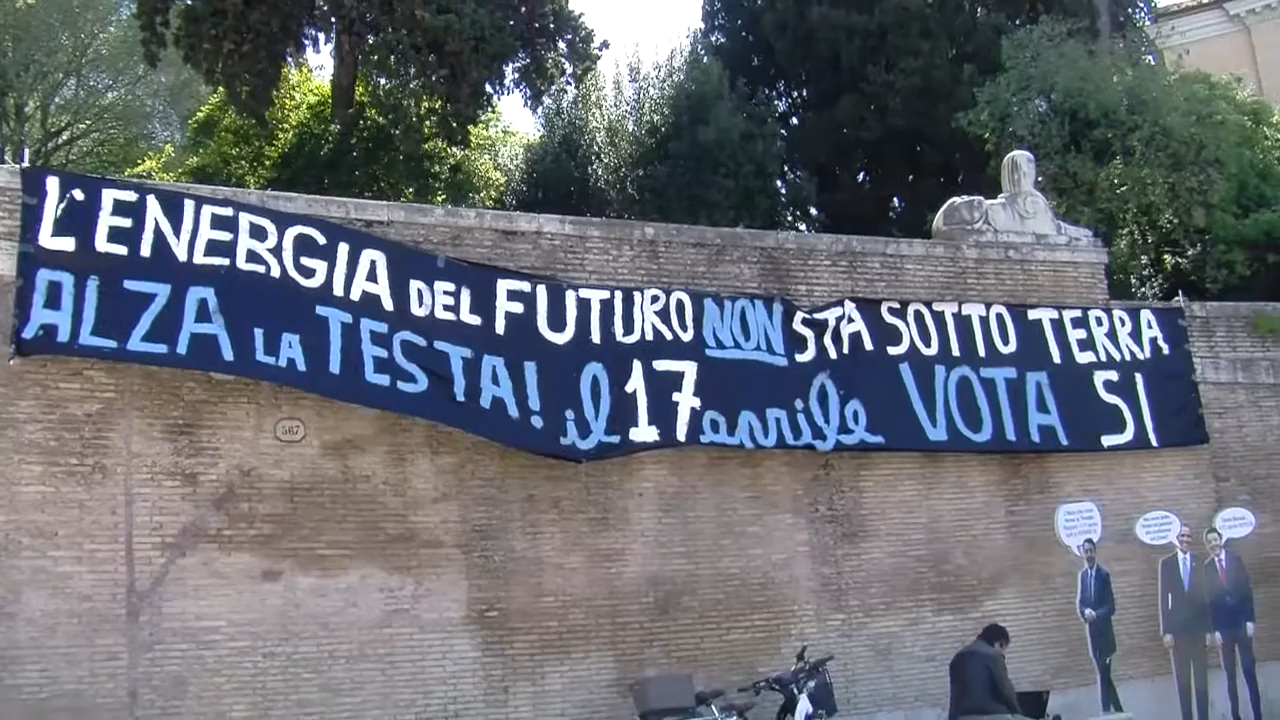 L'ENERGIA DEL FUTURO NON STA SOTTO TERRA
ALZA LA TESTA! il 17 aprile VOTA SI
567